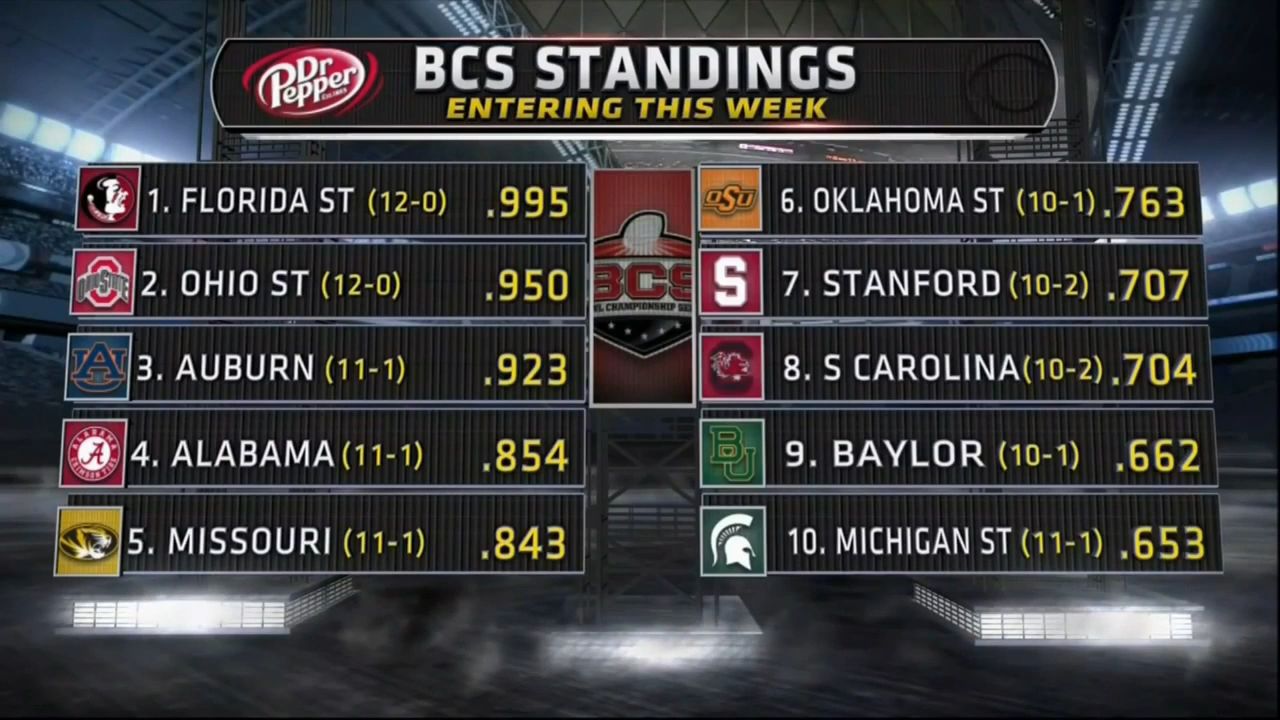 Dr Pepper
BCS STANDINGS
ENTERING THIS WEEK
1. FLORIDA ST (12-0) .995
2. OHIO ST (12-0) .950
3. AUBURN (11-1) .923
4. ALABAMA (11-1) .854
5. MISSOURI (11-1) .843
BCS
6. OKLAHOMA ST (10-1) .763
OSU
7. STANFORD (10-2) .707
S
8. S CAROLINA (10-2) .704
9. BAYLOR (10-1) .662
BU
10. MICHIGAN ST (11-1) .653